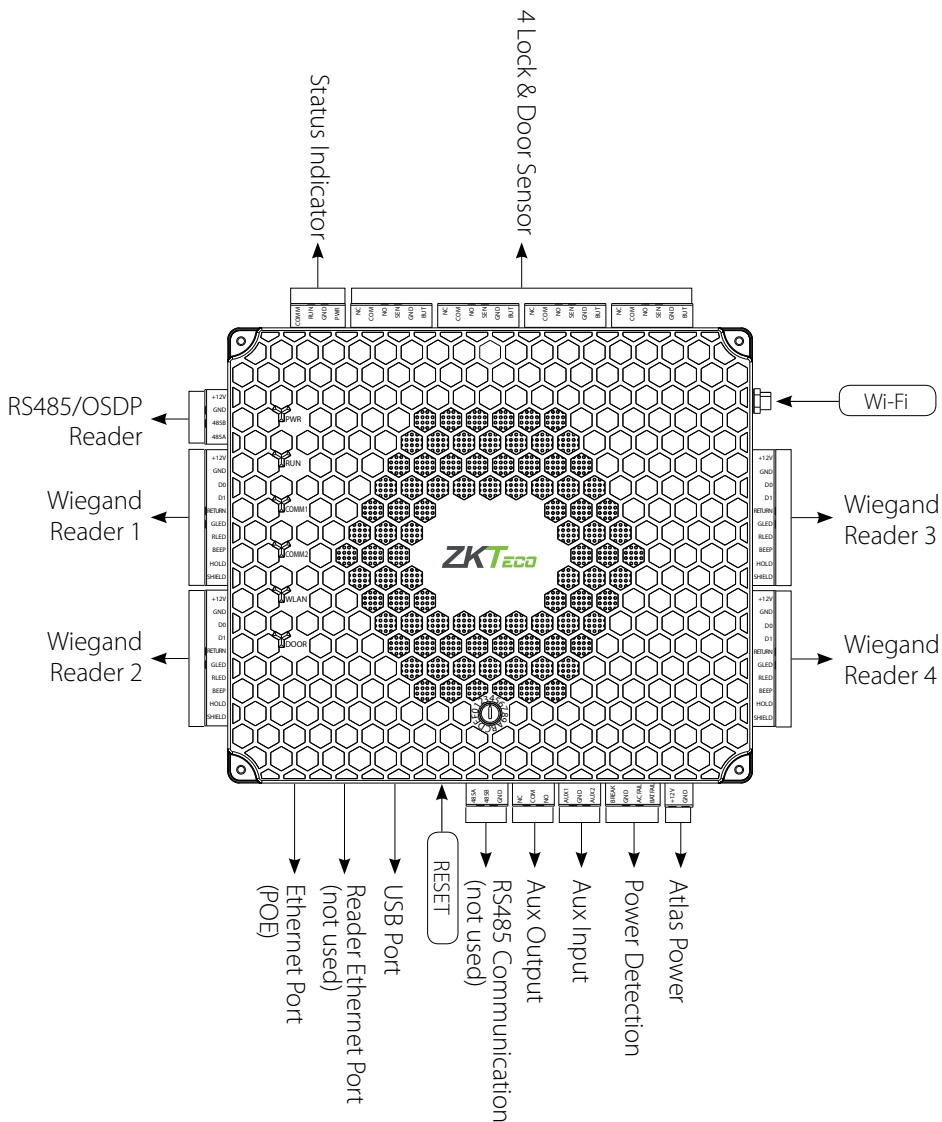 Status Indicator
4 Lock & Door Sensor
COMM
RUN
GND
PWR
NC
COM
NO
SEN
GND
BUT
NC
COM
NO
SEN
GND
BUT
NC
COM
NO
SEN
GND
BUT
NC
COM
NO
SEN
GND
BUT
RS485/OSDP
Reader
+12V
GND
485B
485A
Wiegand
Reader 1
+12V
GND
D0
D1
RETURN
GLED
RLED
BEEP
HOLD
SHIELD
Wiegand
Reader 2
+12V
GND
D0
D1
RETURN
GLED
RLED
BEEP
HOLD
SHIELD
PWR
RUN
COMM1
COMM2
WLAN
DOOR
ZKTECO
0123456789ABCDEF
Wi-Fi
+12V
GND
D0
D1
RETURN
GLED
RLED
BEEP
HOLD
SHIELD
Wiegand
Reader 3
+12V
GND
D0
D1
RETURN
GLED
RLED
BEEP
HOLD
SHIELD
Wiegand
Reader 4
485A
485B
GND
NC
COM
NO
AUX1
GND
AUX2
BREAK
GND
AC FAIL
BAT FAIL
+12V
GND
Ethernet Port
(POE)
Reader Ethernet Port
(not used)
USB Port
RESET
RS485 Communication
(not used)
Aux Output
Aux Input
Power Detection
Atlas Power